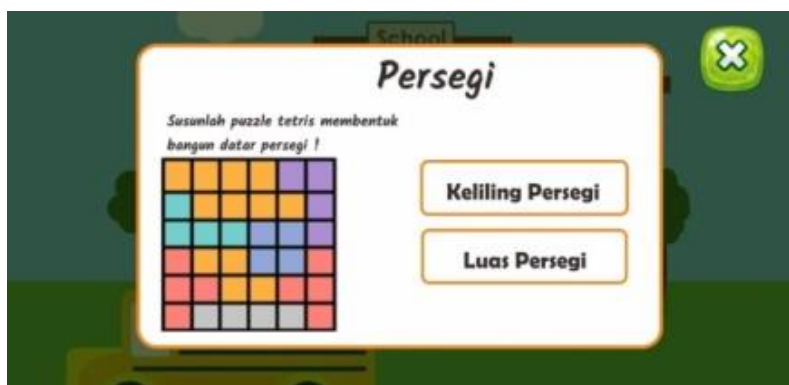 School
Persegi
Susunlah puzzle tetris membentuk
bangun datar persegi !
Keliling Persegi
Luas Persegi